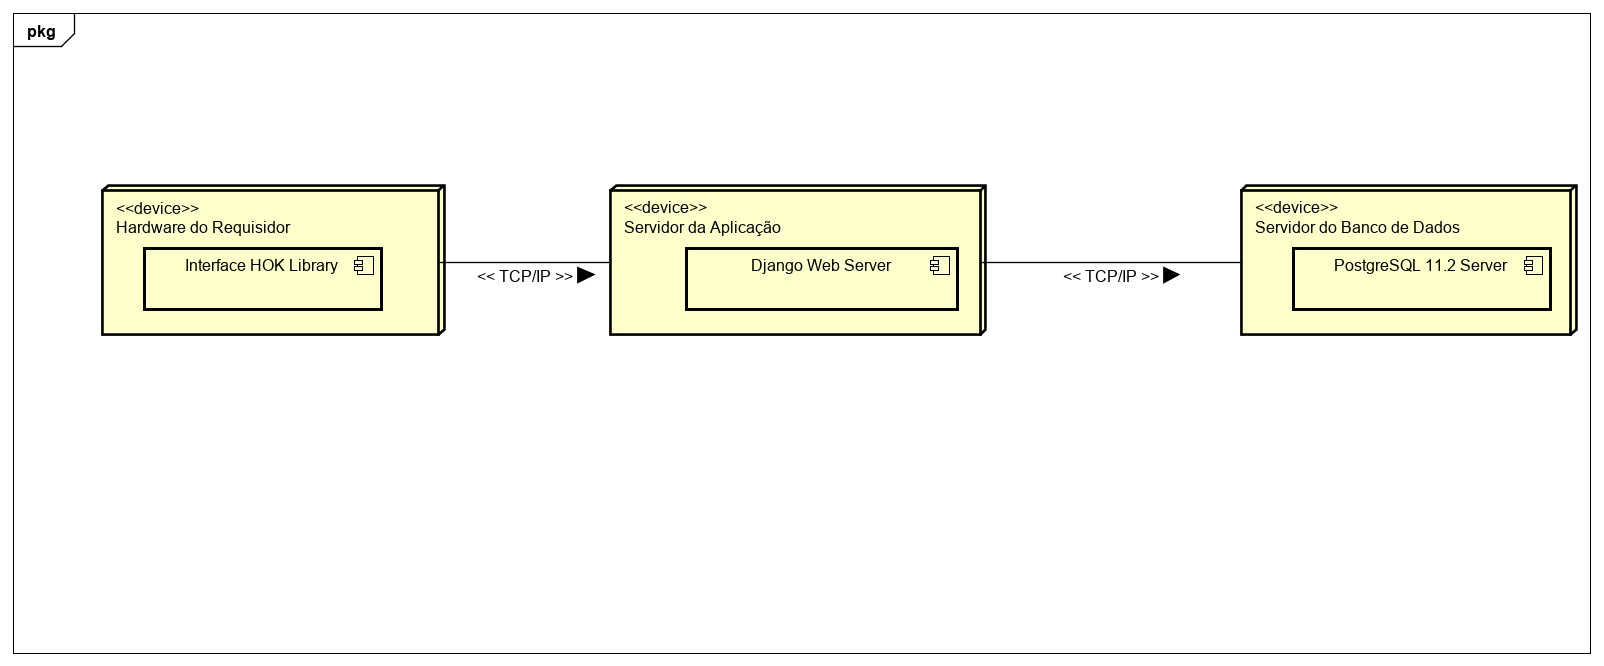 pkg
<<device>>
Hardware do Requisidor
Interface HOK Library
<< TCP/IP >>
<<device>>
Servidor da Aplicação
Django Web Server
<< TCP/IP >>
<<device>>
Servidor do Banco de Dados
PostgreSQL 11.2 Server